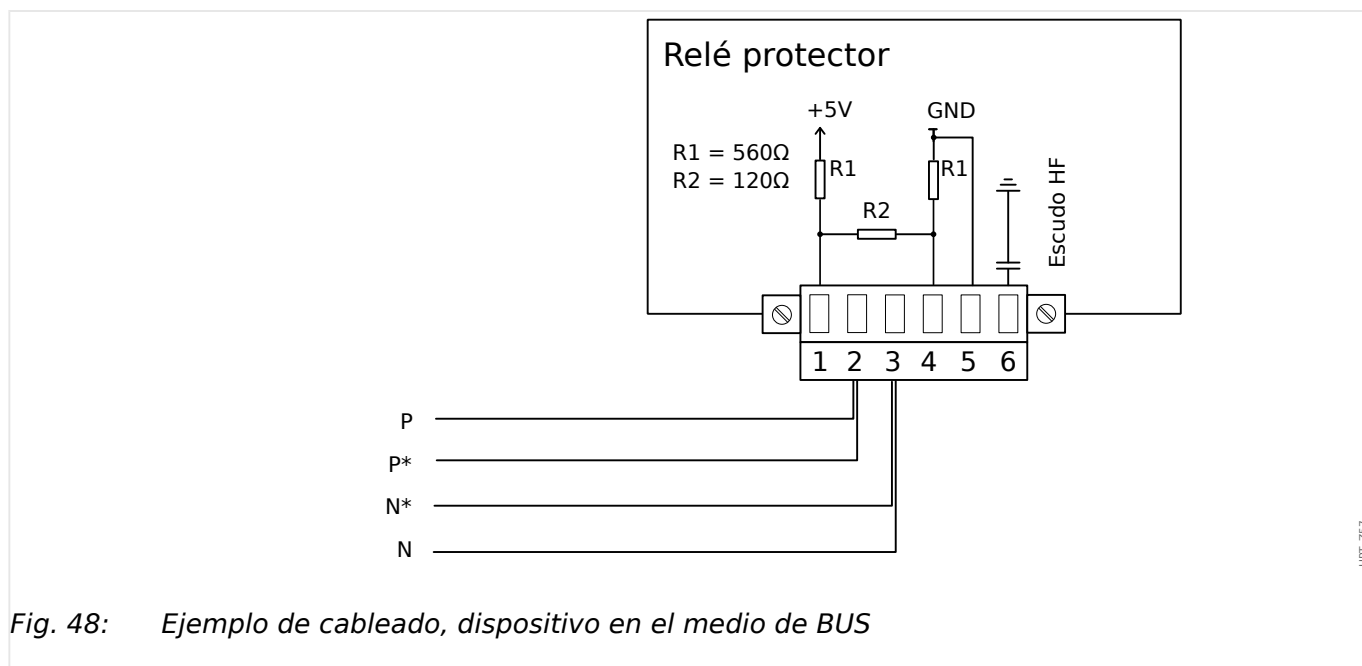 Relé protector
+5V GND
R1 = 560Ω
R2 = 120Ω
R1 R1
R2
Escudo HF
1 2 3 4 5 6
P
P*
N*
N
Fig. 48: Ejemplo de cableado, dispositivo en el medio de BUS